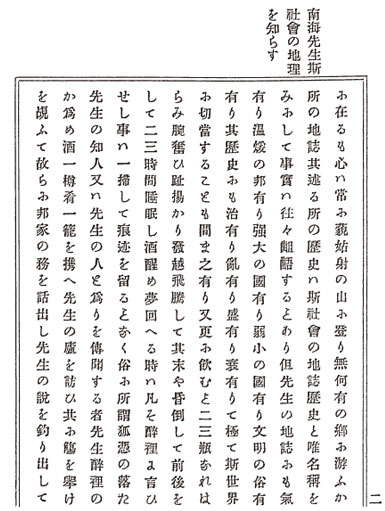 南海先生斯
社會の地理
を知らす
に在るも心ハ常に藐姑射の山に登り無何有の鄕に游ふか
所の地誌其述る所の歴史ハ斯社會の地誌歴史と唯名稱を
みにして事實ハ往々齟齬するとあり但先生の地誌にも氣
有り溫煖の邦有り强大の國有り弱小の國有り文明の俗有
有り其歴史にも治有り亂有り盛有り衰有りて極て斯世界
に切當することも間ま之有り又更に飮むと二三瓶なれは
らみ腕奮ひ趾揚かり發越飛騰して其末や昏倒して前後を
して二三時間睡眠し酒醒め夢回へる時ハ凡そ醉裡に言ひ
せし事ハ一掃して痕迹を留るとなく俗に所謂狐憑の落た
先生の知人又ハ先生の人と爲りを傳聞する者先生醉裡の
か爲め酒一樽肴一籠を携へ先生の廬を訪ひ共に觴を擧け
を覘ふて故らに邦家の務を話出し先生の說を釣り出して
二